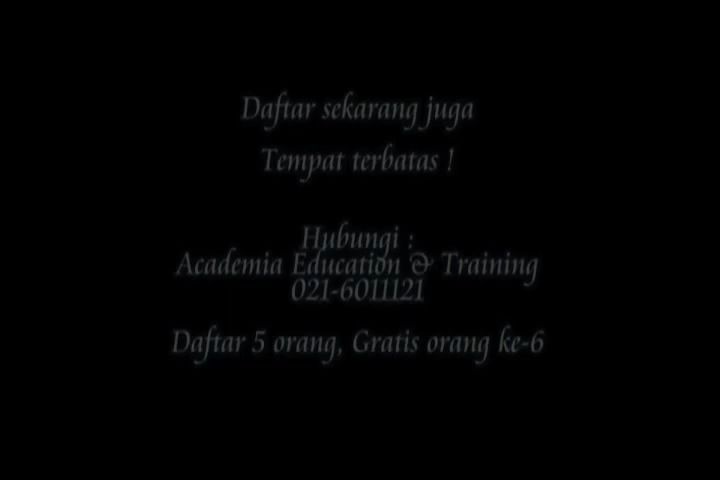 Daftar sekarang juga
Tempat terbatas !
Hubungi :
Academia Education & Training
021-6011121
Daftar 5 orang, Gratis orang ke-6